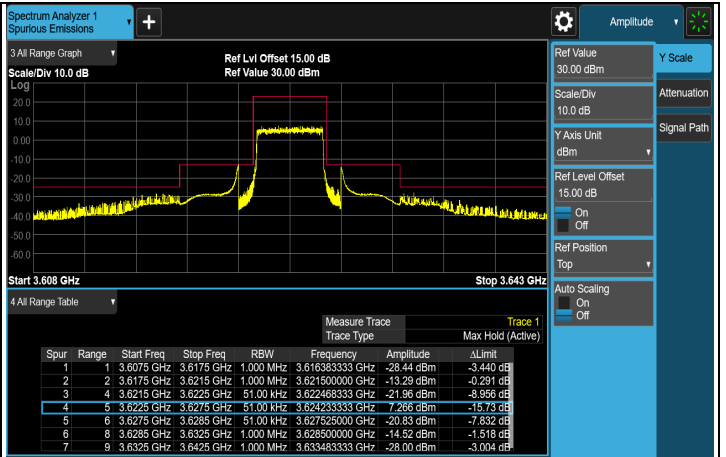 Spectrum Analyzer 1
Spurious Emissions
Amplitude
3 All Range Graph
Ref Lvl Offset 15.00 dB
Scale/Div 10.0 dB
Ref Value 30.00 dBm
Log
20.0
10.0
0.00
-10.0
-20.0
-30.0
-40.0
-50.0
-60.0
Start 3.608 GHz
Stop 3.643 GHz
Ref Value
30.00 dBm
Scale/Div
10.0 dB
Y Axis Unit
dBm
Ref Level Offset
15.00 dB
On
Off
Ref Position
Top
Auto Scaling
On
Off
Y Scale
Attenuation
Signal Path
4 All Range Table
Measure Trace Trace 1
Trace Type Max Hold (Active)
Spur Range Start Freq Stop Freq RBW Frequency Amplitude ΔLimit
1 1 3.6075 GHz 3.6175 GHz 1.000 MHz 3.616383333 GHz -28.44 dBm -3.440 dB
2 2 3.6175 GHz 3.6215 GHz 1.000 MHz 3.621500000 GHz -13.29 dBm -0.291 dB
3 4 3.6215 GHz 3.6225 GHz 51.00 kHz 3.622468333 GHz -21.96 dBm -8.956 dB
4 5 3.6225 GHz 3.6275 GHz 51.00 kHz 3.624233333 GHz 7.266 dBm -15.73 dB
5 6 3.6275 GHz 3.6285 GHz 51.00 kHz 3.627525000 GHz -20.83 dBm -7.832 dB
6 8 3.6285 GHz 3.6325 GHz 1.000 MHz 3.628500000 GHz -14.52 dBm -1.518 dB
7 9 3.6325 GHz 3.6425 GHz 1.000 MHz 3.633483333 GHz -28.00 dBm -3.004 dB